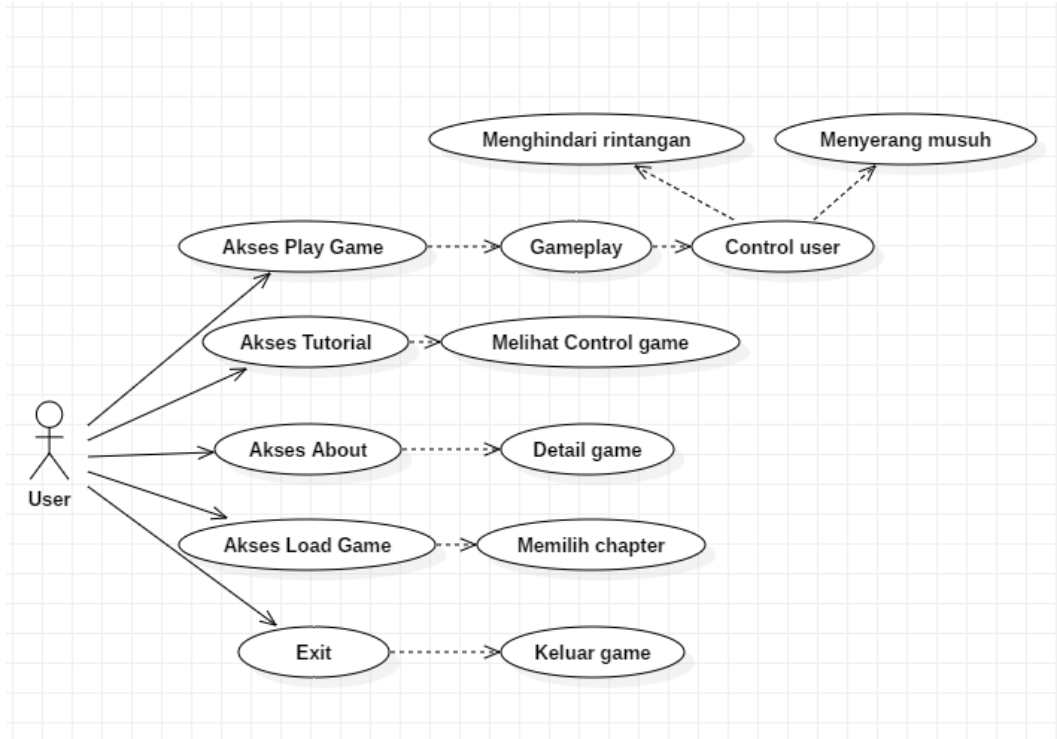 Menghindari rintangan
Menyerang musuh
Akses Play Game
Gameplay
Control user
Akses Tutorial
Melihat Control game
Akses About
Detail game
User
Akses Load Game
Memilih chapter
Exit
Keluar game